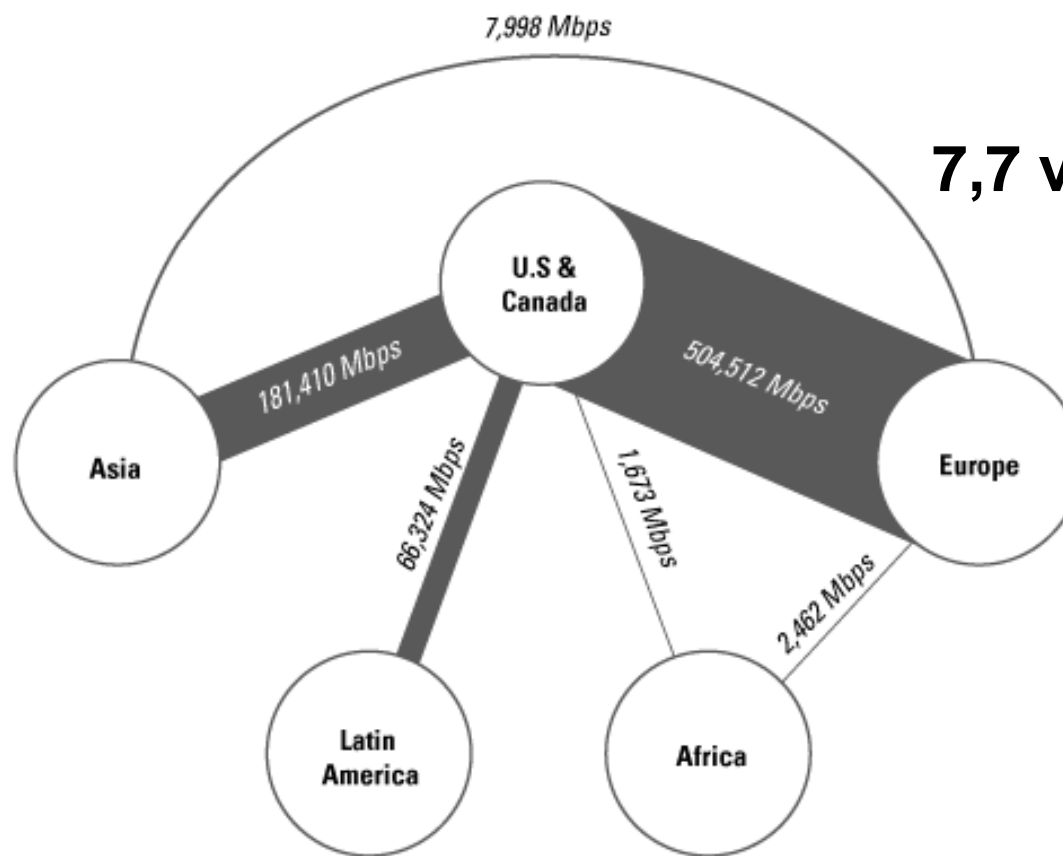 7,998 Mbps
7,7 v
U.S &
Canada
504,512 Mbps
181,410 Mbps
Asia
Europe
66,324 Mbps
1,673 Mbps
2,462 Mbps
Latin
America
Africa